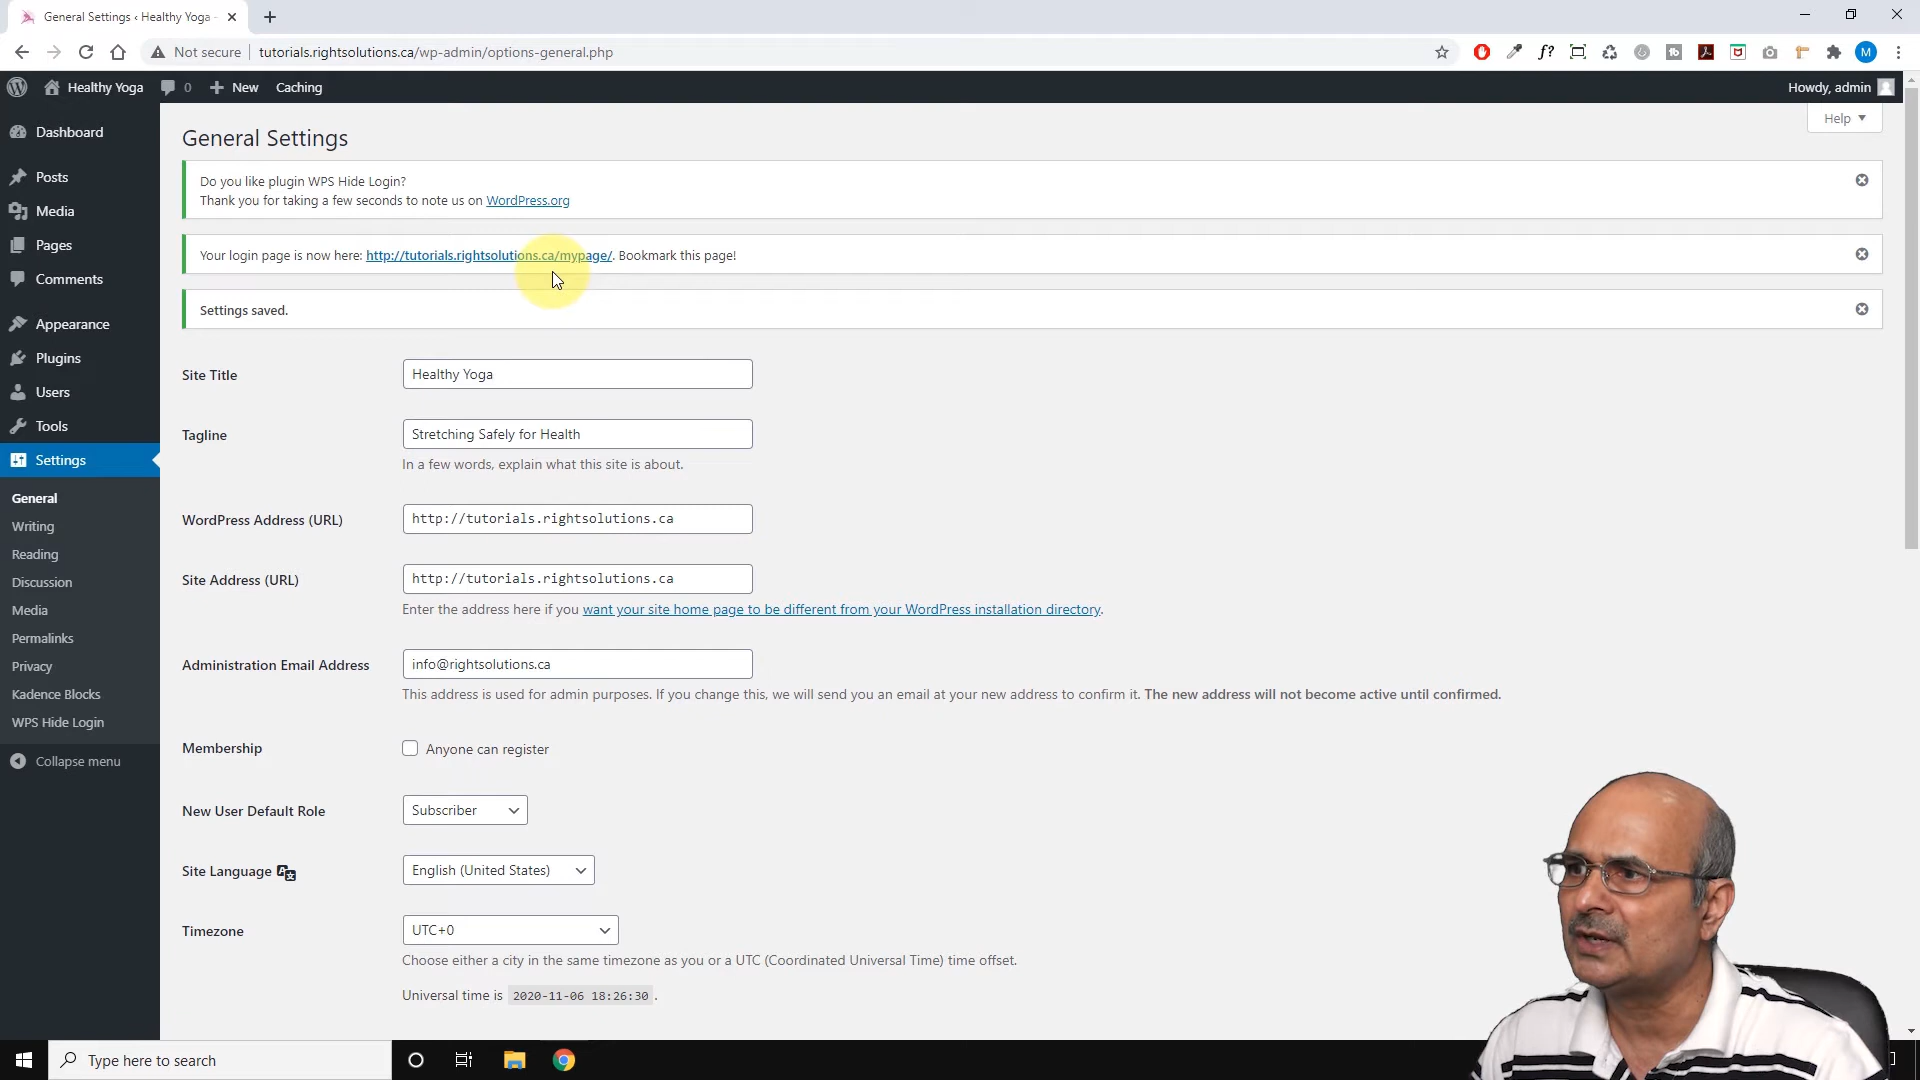 General Settings ‹ Healthy Yoga -
Not secure
tutorials.rightsolutions.ca/wp-admin/options-general.php
f?
M
Healthy Yoga
0
New
Caching
Howdy, admin
Dashboard
Posts
Media
Pages
Comments
Appearance
Plugins
Users
Tools
Settings
General
Writing
Reading
Discussion
Media
Permalinks
Privacy
Kadence Blocks
WPS Hide Login
Collapse menu
General Settings
Help
Do you like plugin WPS Hide Login?
Thank you for taking a few seconds to note us on WordPress.org
Your login page is now here: http://tutorials.rightsolutions.ca/mypage/. Bookmark this page!
Settings saved.
Site Title
Healthy Yoga
Tagline
Stretching Safely for Health
In a few words, explain what this site is about.
WordPress Address (URL)
http://tutorials.rightsolutions.ca
Site Address (URL)
http://tutorials.rightsolutions.ca
Enter the address here if you want your site home page to be different from your WordPress installation directory.
Administration Email Address
info@rightsolutions.ca
This address is used for admin purposes. If you change this, we will send you an email at your new address to confirm it. The new address will not become active until confirmed.
Membership
Anyone can register
New User Default Role
Subscriber
Site Language
English (United States)
Timezone
UTC+0
Choose either a city in the same timezone as you or a UTC (Coordinated Universal Time) time offset.
Universal time is 2020-11-06 18:26:30 .
Type here to search